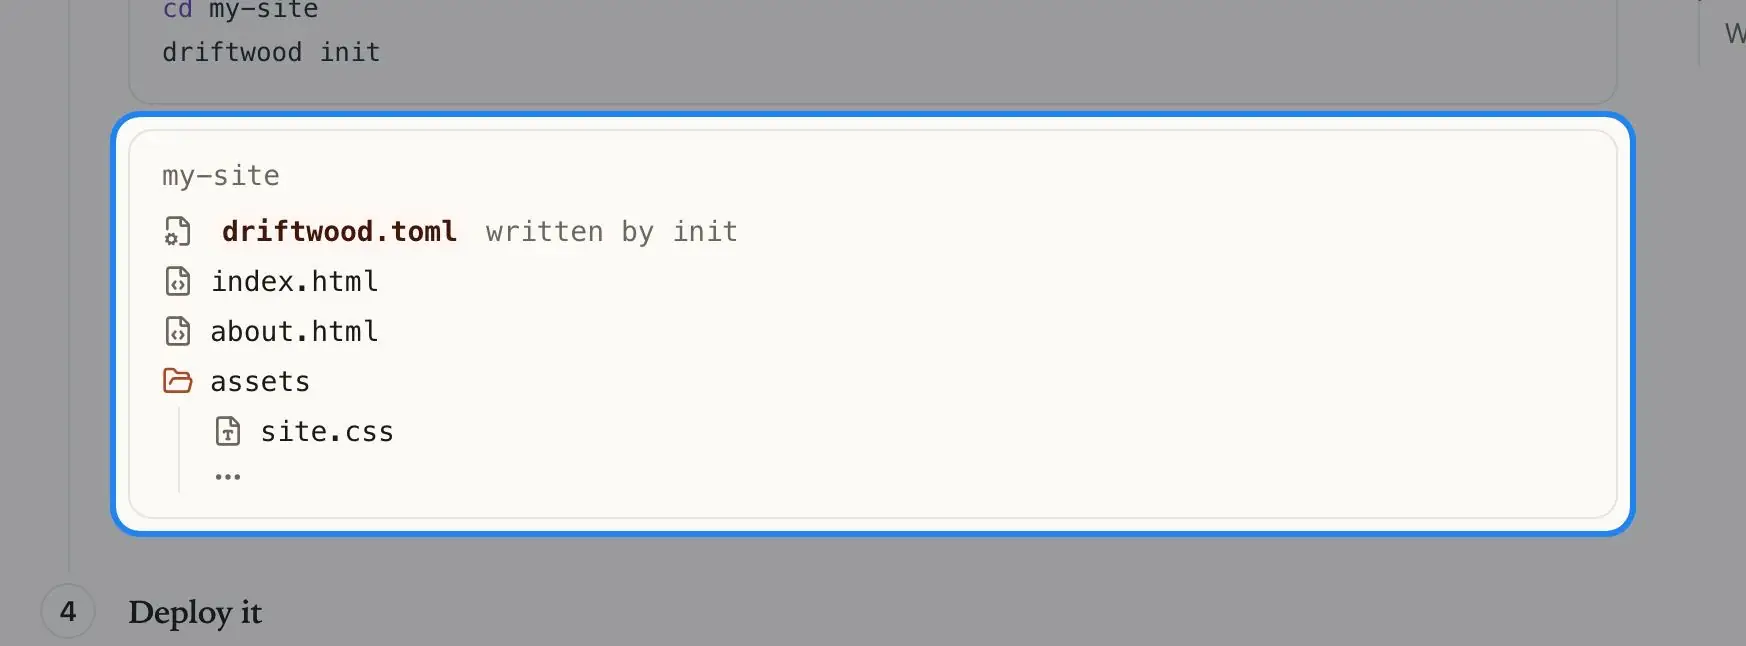 cd my-site
driftwood init
W
my-site
driftwood.toml written by init
index.html
about.html
assets
site.css
...
4 Deploy it